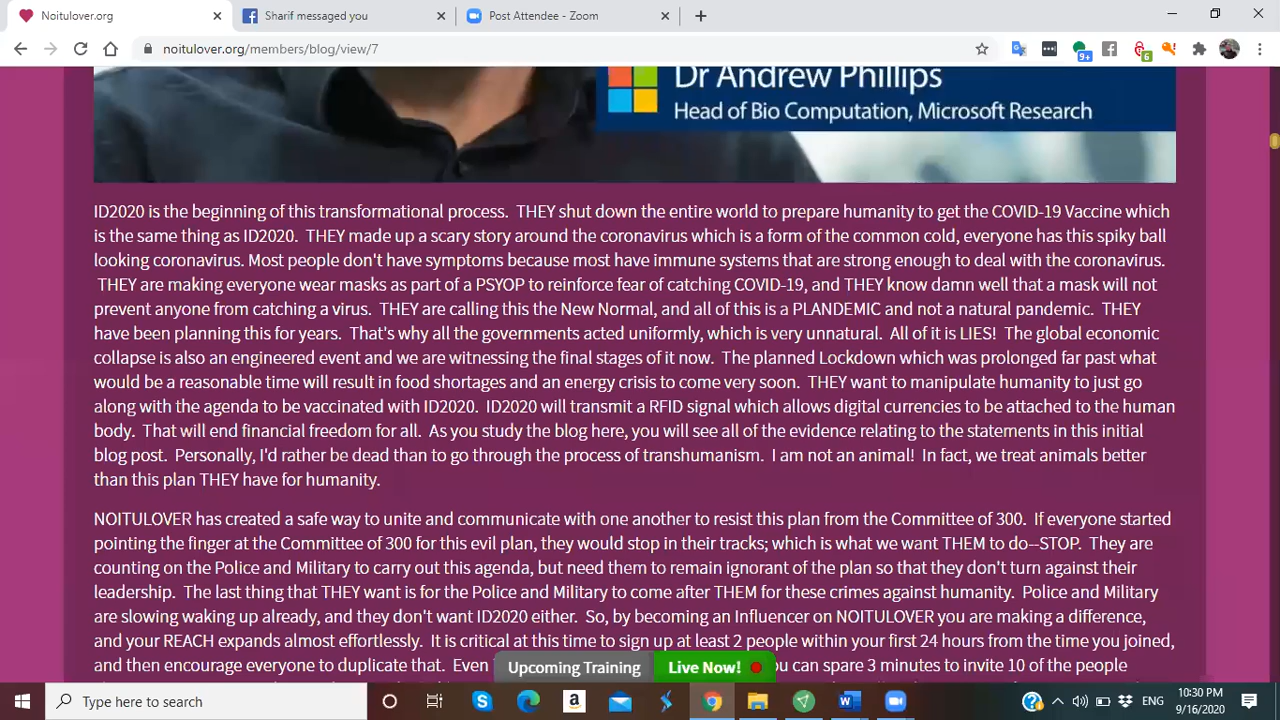 Noitulover.org
Sharif messaged you
Post Attendee - Zoom
noitulover.org/members/blog/view/7
9+
6
Dr Andrew Phillips
Head of Bio Computation, Microsoft Research
ID2020 is the beginning of this transformational process.  THEY shut down the entire world to prepare humanity to get the COVID-19 Vaccine which
is the same thing as ID2020.  THEY made up a scary story around the coronavirus which is a form of the common cold, everyone has this spiky ball
looking coronavirus. Most people don't have symptoms because most have immune systems that are strong enough to deal with the coronavirus.
THEY are making everyone wear masks as part of a PSYOP to reinforce fear of catching COVID-19, and THEY know damn well that a mask will not
prevent anyone from catching a virus.  THEY are calling this the New Normal, and all of this is a PLANDEMIC and not a natural pandemic.  THEY
have been planning this for years.  That's why all the governments acted uniformly, which is very unnatural.  All of it is LIES!  The global economic
collapse is also an engineered event and we are witnessing the final stages of it now.  The planned Lockdown which was prolonged far past what
would be a reasonable time will result in food shortages and an energy crisis to come very soon.  THEY want to manipulate humanity to just go
along with the agenda to be vaccinated with ID2020.  ID2020 will transmit a RFID signal which allows digital currencies to be attached to the human
body.  That will end financial freedom for all.  As you study the blog here, you will see all of the evidence relating to the statements in this initial
blog post.  Personally, I'd rather be dead than to go through the process of transhumanism.  I am not an animal!  In fact, we treat animals better
than this plan THEY have for humanity.
NOITULOVER has created a safe way to unite and communicate with one another to resist this plan from the Committee of 300.  If everyone started
pointing the finger at the Committee of 300 for this evil plan, they would stop in their tracks; which is what we want THEM to do--STOP.  They are
counting on the Police and Military to carry out this agenda, but need them to remain ignorant of the plan so that they don't turn against their
leadership.  The last thing that THEY want is for the Police and Military to come after THEM for these crimes against humanity.  Police and Military
are slowing waking up already, and they don't want ID2020 either.  So, by becoming an Influencer on NOITULOVER you are making a difference,
and your REACH expands almost effortlessly.  It is critical at this time to sign up at least 2 people within your first 24 hours from the time you joined,
and then encourage everyone to duplicate that.  Even
you can spare 3 minutes to invite 10 of the people
Upcoming Training
Live Now!
Type here to search
ENG
10:30 PM
9/16/2020